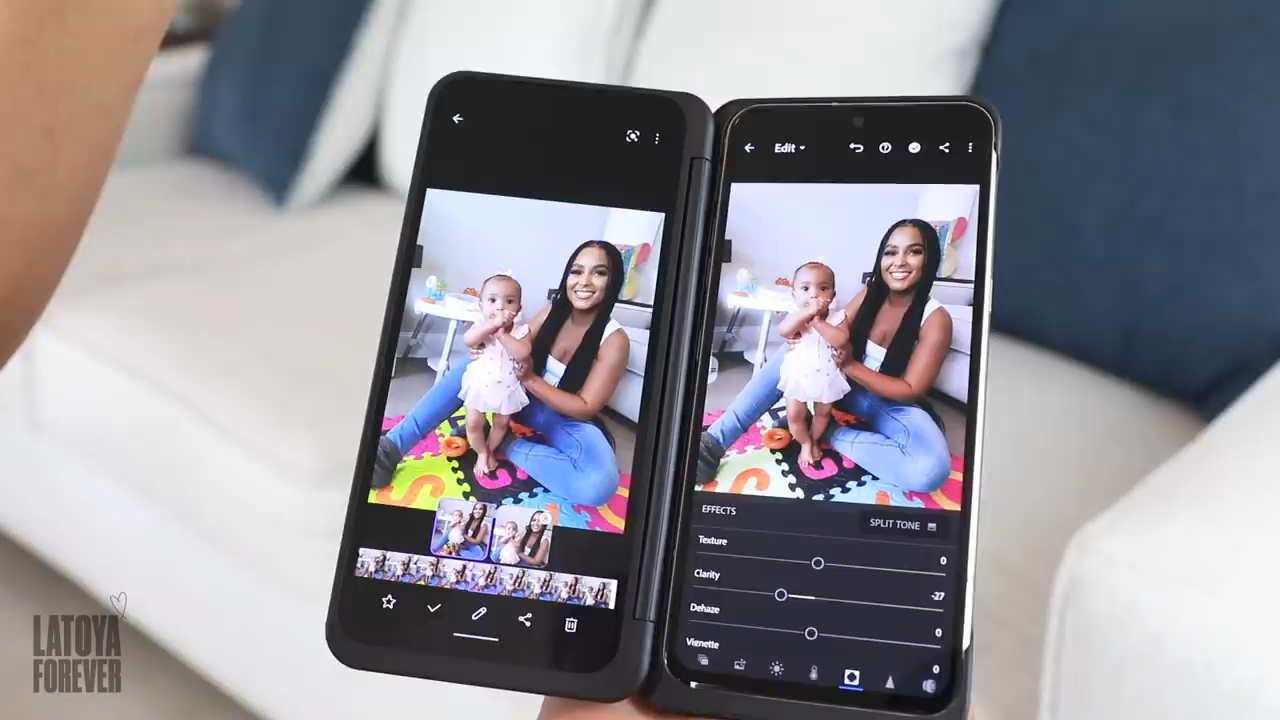 Edit
EFFECTS
SPLIT TONE
Texture
0
Clarity
-27
Dehaze
0
Vignette
0
LATOYA
FOREVER